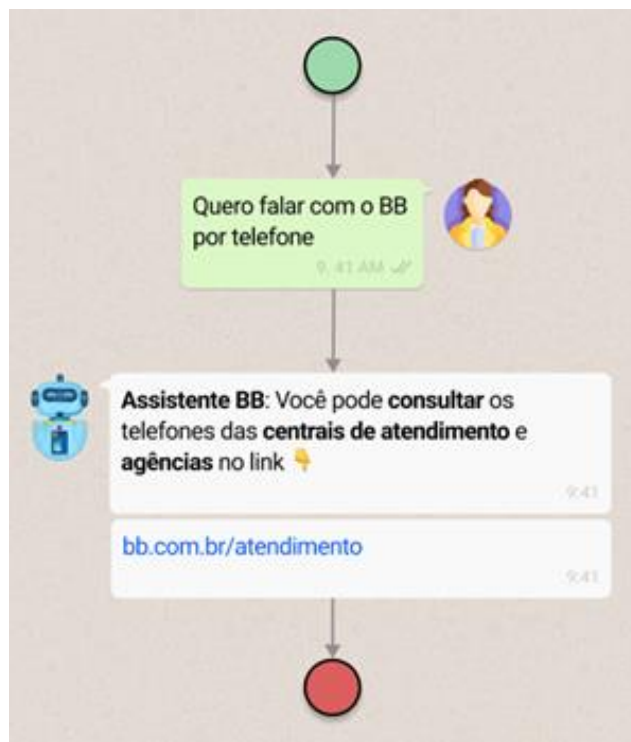 Quero falar com o BB
por telefone
9.41 AM
Assistente BB: Você pode consultar os
telefones das centrais de atendimento e
agências no link 👇
9:41
bb.com.br/atendimento
9:41